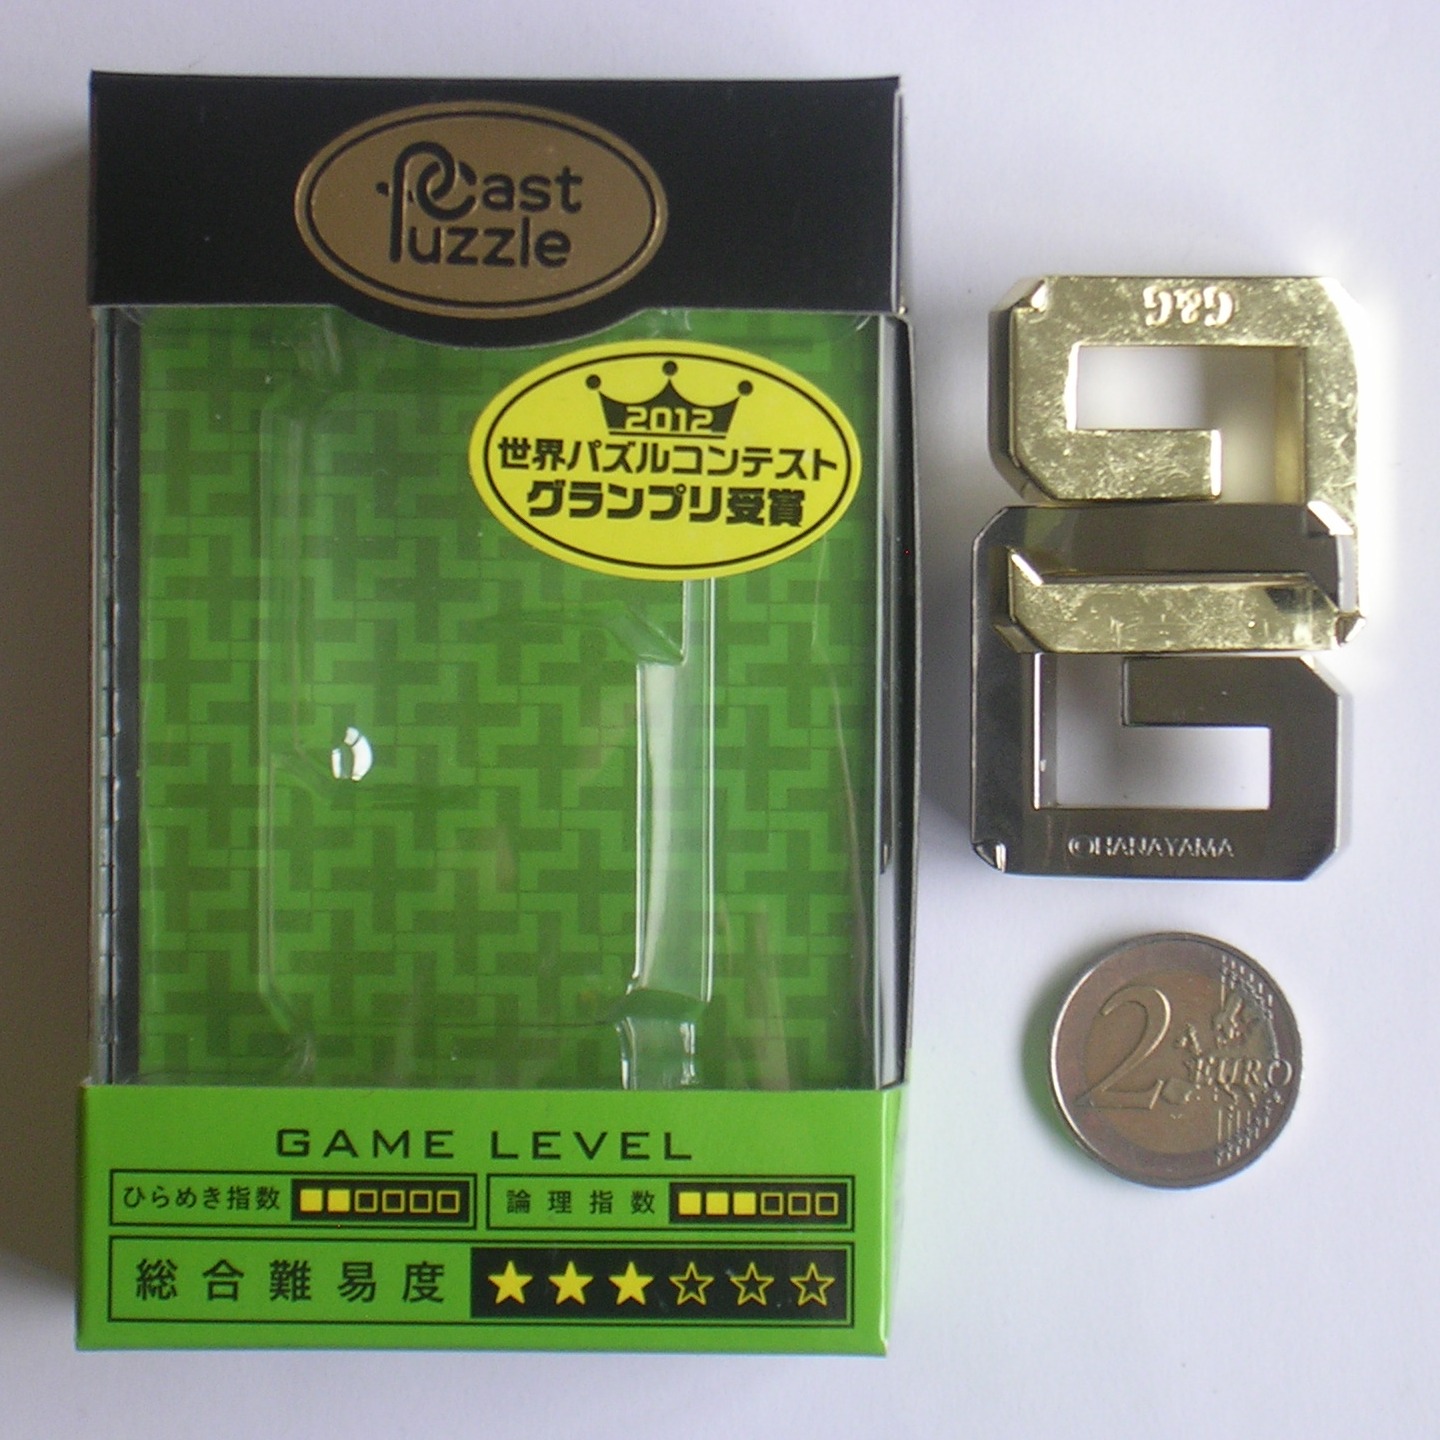 Cast
Puzzle
2012
世界パズルコンテスト
グランプリ受賞
G&G
©HANAYAMA
2 EURO
GAME LEVEL
ひらめき指数
論理指数
総合難易度